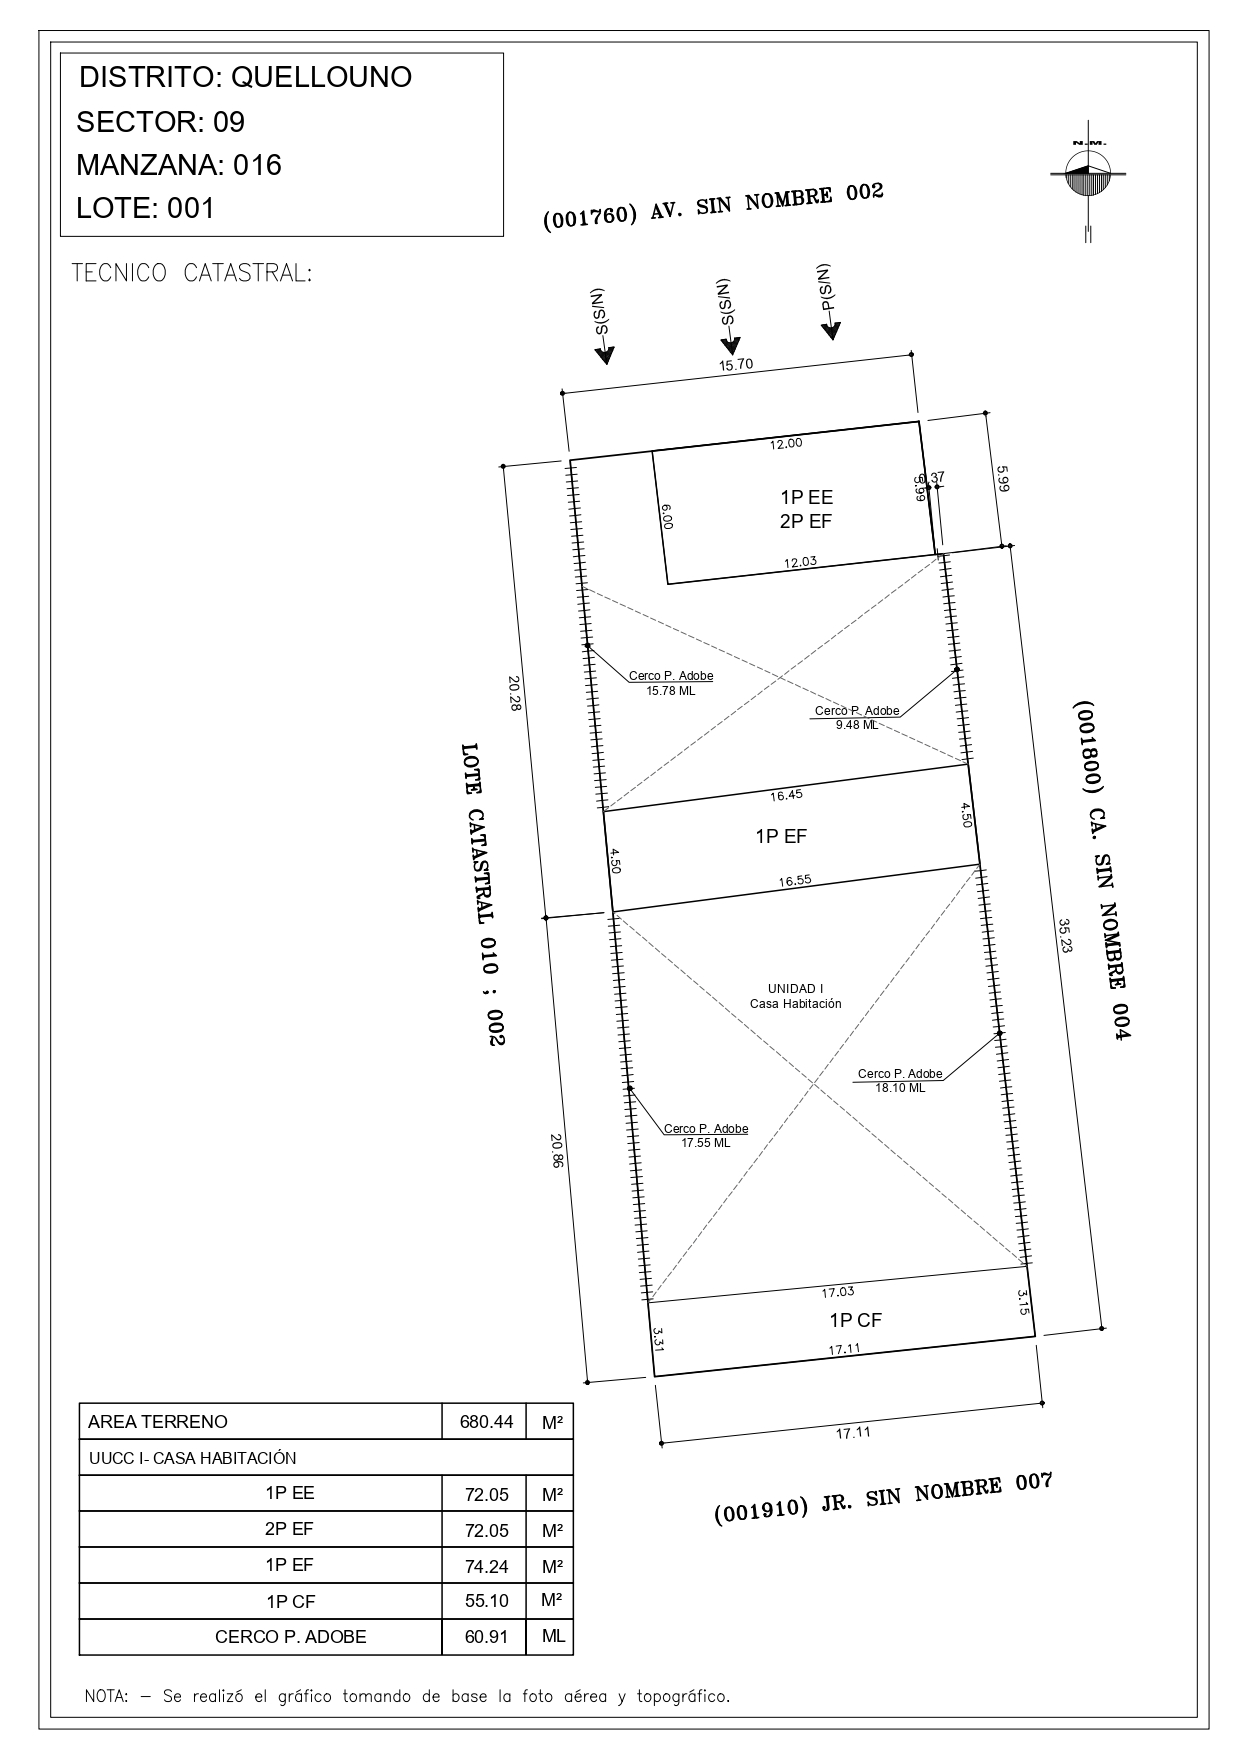 DISTRITO: QUELLOUNO
SECTOR: 09
MANZANA: 016
LOTE: 001
TECNICO CATASTRAL:
N.M.
(001760) AV. SIN NOMBRE 002
S(S/N)
S(S/N)
P(S/N)
15.70
12.00
5.99
5.99
0.37
1P EE
2P EF
6.00
12.03
Cerco P. Adobe
15.78 ML
Cerco P. Adobe
9.48 ML
20.28
LOTE CATASTRAL 010 ; 002
(001800) CA. SIN NOMBRE 004
16.45
4.50
1P EF
4.50
16.55
35.23
UNIDAD I
Casa Habitación
Cerco P. Adobe
18.10 ML
Cerco P. Adobe
17.55 ML
20.86
17.03
3.15
1P CF
3.31
17.11
17.11
(001910) JR. SIN NOMBRE 007
AREA TERRENO 680.44 M²
UUCC I- CASA HABITACIÓN
1P EE 72.05 M²
2P EF 72.05 M²
1P EF 74.24 M²
1P CF 55.10 M²
CERCO P. ADOBE 60.91 ML
NOTA: - Se realizó el gráfico tomando de base la foto aérea y topográfico.